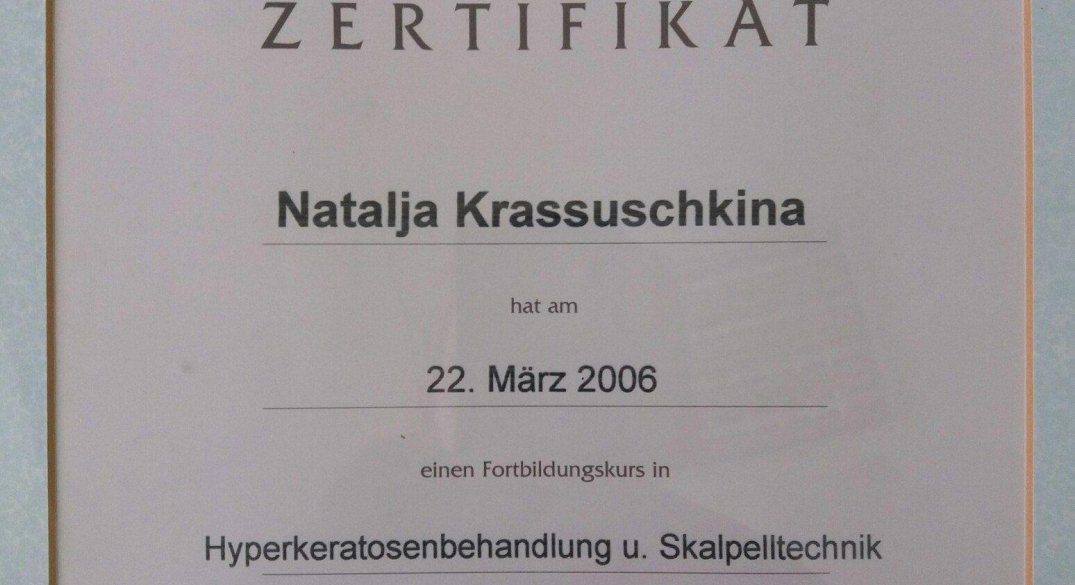 ZERTIFIKAT
Natalja Krassuschkina
hat am
22. März 2006
einen Fortbildungskurs in
Hyperkeratosenbehandlung u. Skalpelltechnik